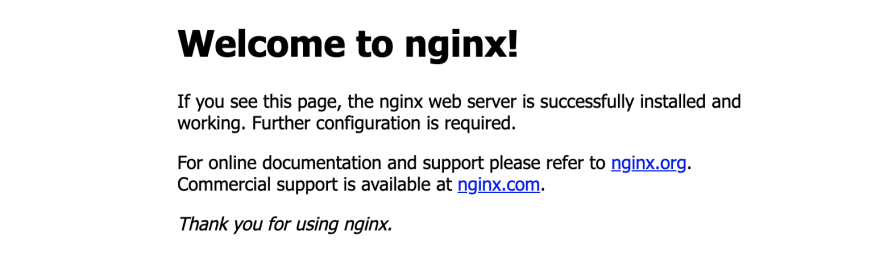 Welcome to nginx!
If you see this page, the nginx web server is successfully installed and
working. Further configuration is required.
For online documentation and support please refer to nginx.org.
Commercial support is available at nginx.com.
Thank you for using nginx.